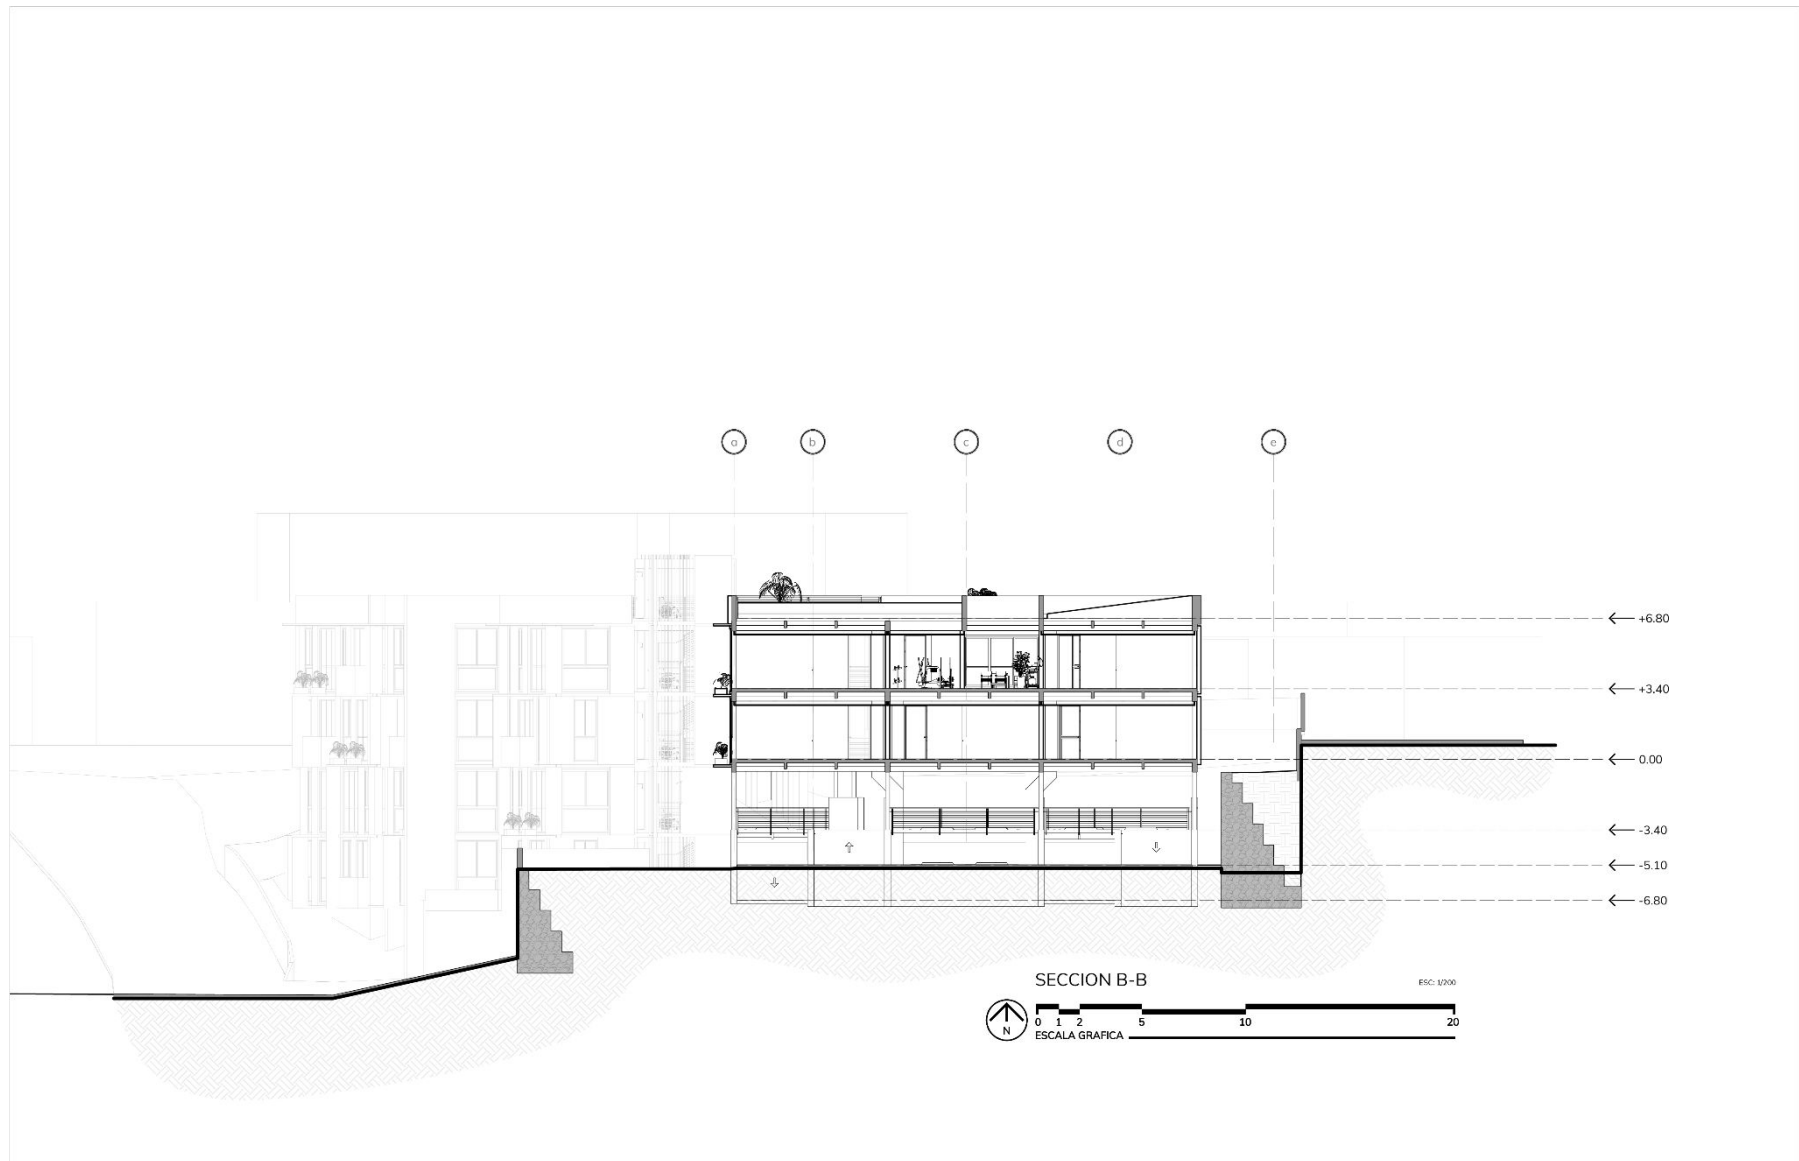 a b c d e
+6.80
+3.40
0.00
-3.40
-5.10
-6.80
SECCION B-B
ESC: 1/200
N
0 1 2 5 10 20
ESCALA GRAFICA